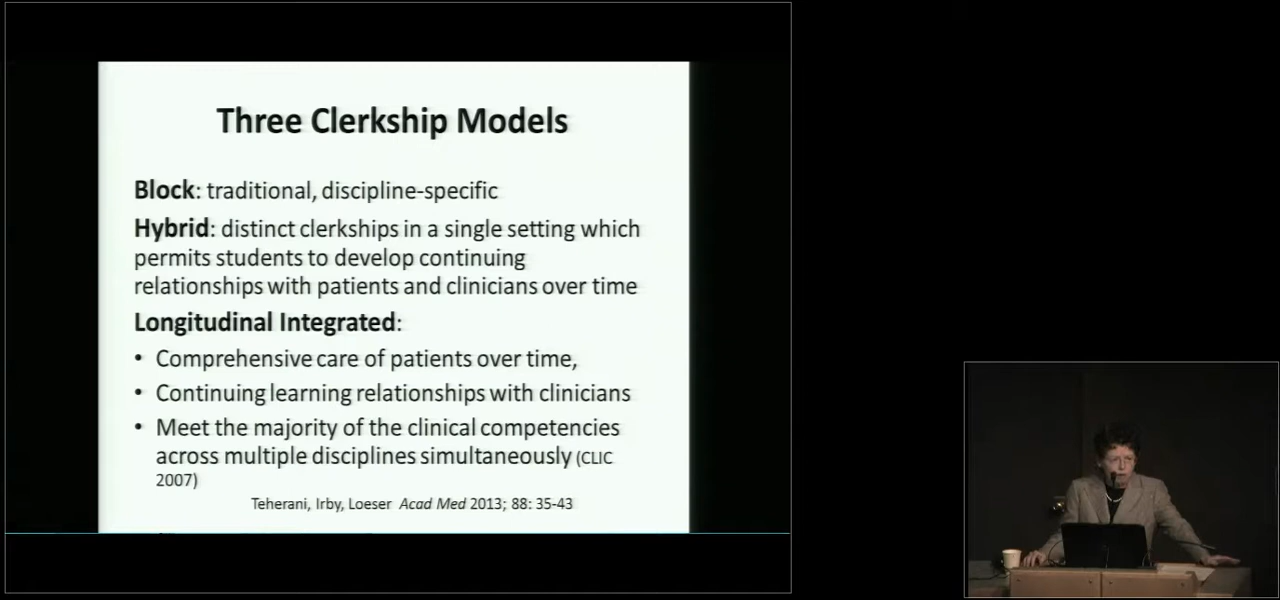 Three Clerkship Models
Block: traditional, discipline-specific
Hybrid: distinct clerkships in a single setting which
permits students to develop continuing
relationships with patients and clinicians over time
Longitudinal Integrated:
• Comprehensive care of patients over time,
• Continuing learning relationships with clinicians
• Meet the majority of the clinical competencies
across multiple disciplines simultaneously (CLIC
2007)
Teherani, Irby, Loeser Acad Med 2013; 88: 35-43